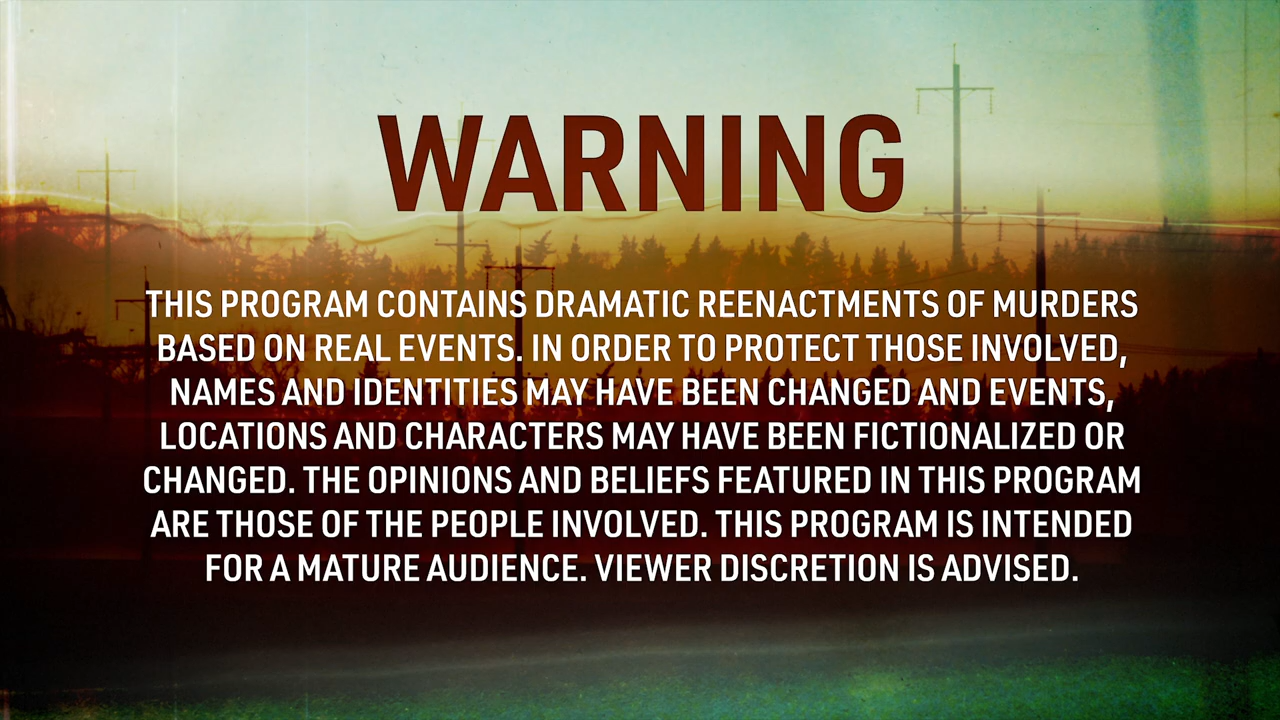 WARNING
THIS PROGRAM CONTAINS DRAMATIC REENACTMENTS OF MURDERS
BASED ON REAL EVENTS. IN ORDER TO PROTECT THOSE INVOLVED,
NAMES AND IDENTITIES MAY HAVE BEEN CHANGED AND EVENTS,
LOCATIONS AND CHARACTERS MAY HAVE BEEN FICTIONALIZED OR
CHANGED. THE OPINIONS AND BELIEFS FEATURED IN THIS PROGRAM
ARE THOSE OF THE PEOPLE INVOLVED. THIS PROGRAM IS INTENDED
FOR A MATURE AUDIENCE. VIEWER DISCRETION IS ADVISED.